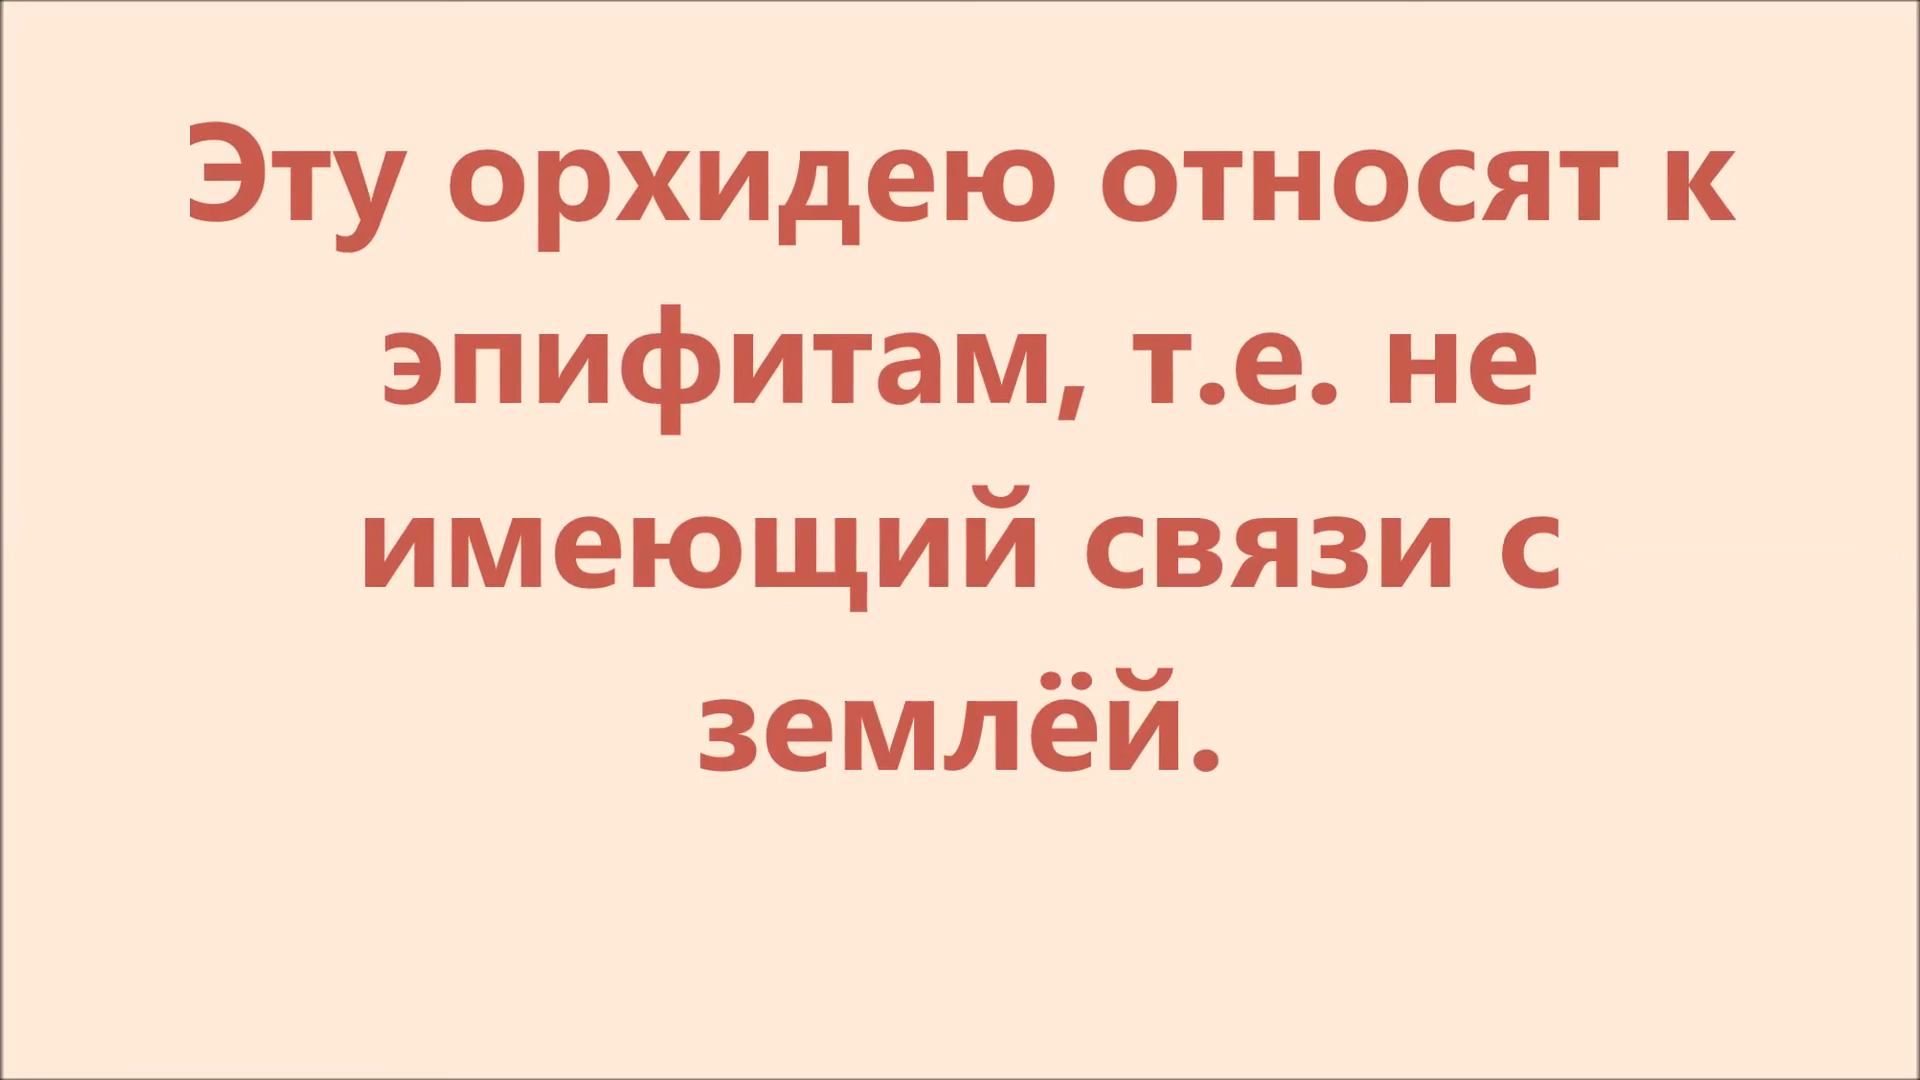 Эту орхидею относят к
эпифитам, т.е. не
имеющий связи с
землёй.